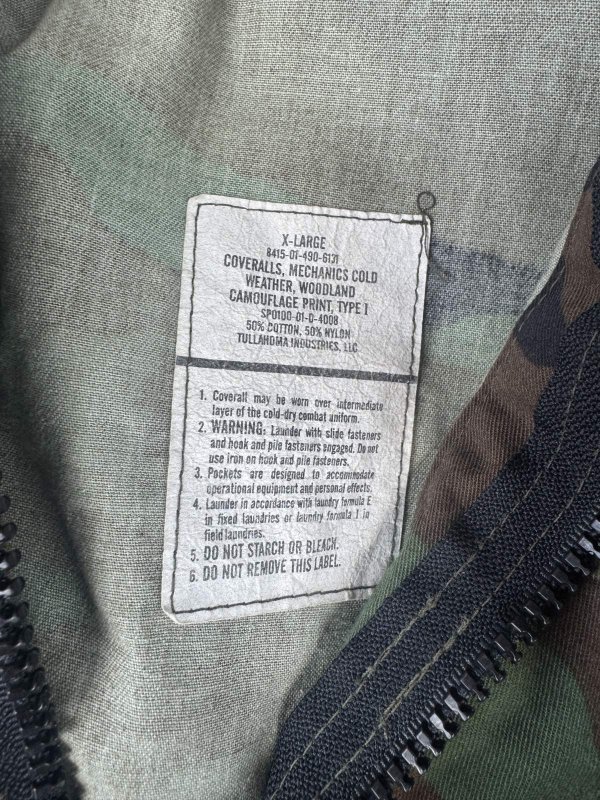 X-LARGE
8415-01-490-6131
COVERALLS, MECHANICS COLD
WEATHER, WOODLAND
CAMOUFLAGE PRINT, TYPE I
SPO100-01-D-4008
50% COTTON, 50% NYLON
TULLAHOMA INDUSTRIES, LLC
1. Coverall may be worn over intermediate
layer of the cold-dry combat uniform.
2. WARNING: Launder with slide fasteners
and hook and pile fasteners engaged. Do not
use iron on hook and pile fasteners.
3. Pockets are designed to accommodate
operational equipment and personal effects.
4. Launder in accordance with laundry formula E
in fixed laundries or laundry formula I in
field laundries.
5. DO NOT STARCH OR BLEACH.
6. DO NOT REMOVE THIS LABEL.